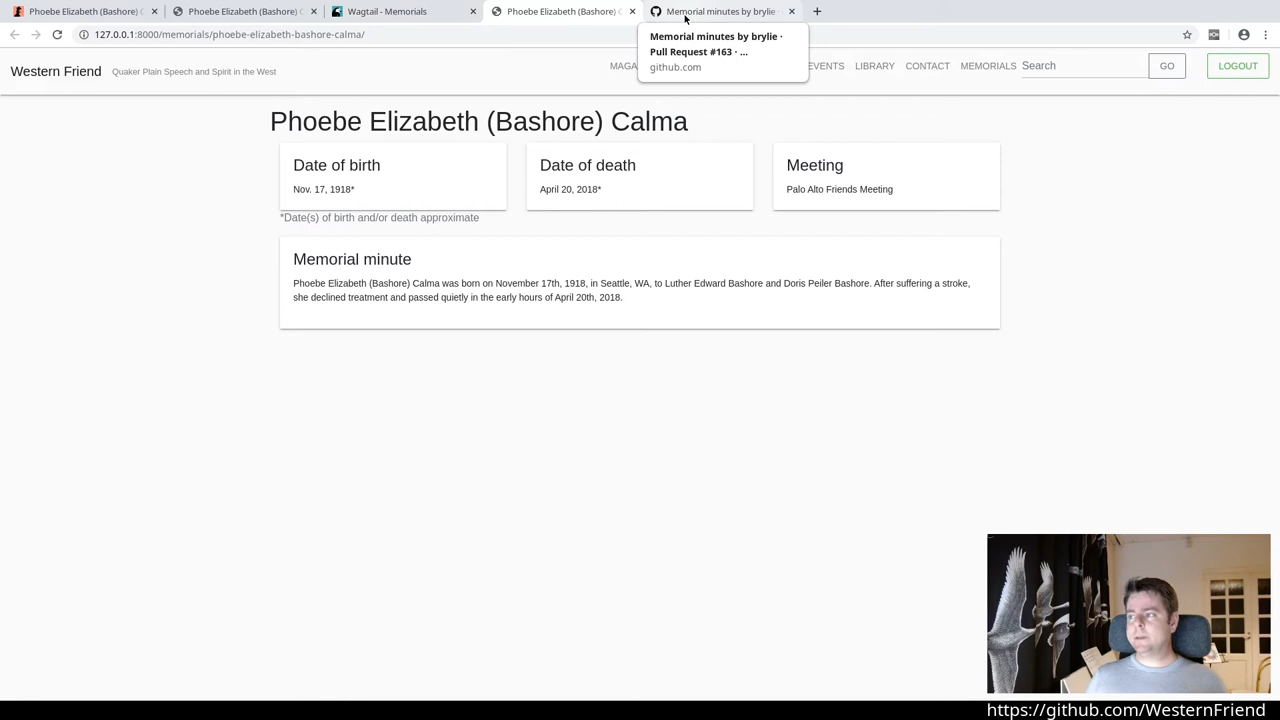 Phoebe Elizabeth (Bashore) C
Phoebe Elizabeth (Bashore) C
Wagtail - Memorials
Phoebe Elizabeth (Bashore) C
Memorial minutes by brylie ·
127.0.0.1:8000/memorials/phoebe-elizabeth-bashore-calma/
Memorial minutes by brylie ·
Pull Request #163 · ...
github.com
Western Friend
Quaker Plain Speech and Spirit in the West
MAGA
EVENTS
LIBRARY
CONTACT
MEMORIALS
Search
GO
LOGOUT
Phoebe Elizabeth (Bashore) Calma
Date of birth
Nov. 17, 1918*
Date of death
April 20, 2018*
Meeting
Palo Alto Friends Meeting
*Date(s) of birth and/or death approximate
Memorial minute
Phoebe Elizabeth (Bashore) Calma was born on November 17th, 1918, in Seattle, WA, to Luther Edward Bashore and Doris Peiler Bashore. After suffering a stroke,
she declined treatment and passed quietly in the early hours of April 20th, 2018.
https://github.com/WesternFriend